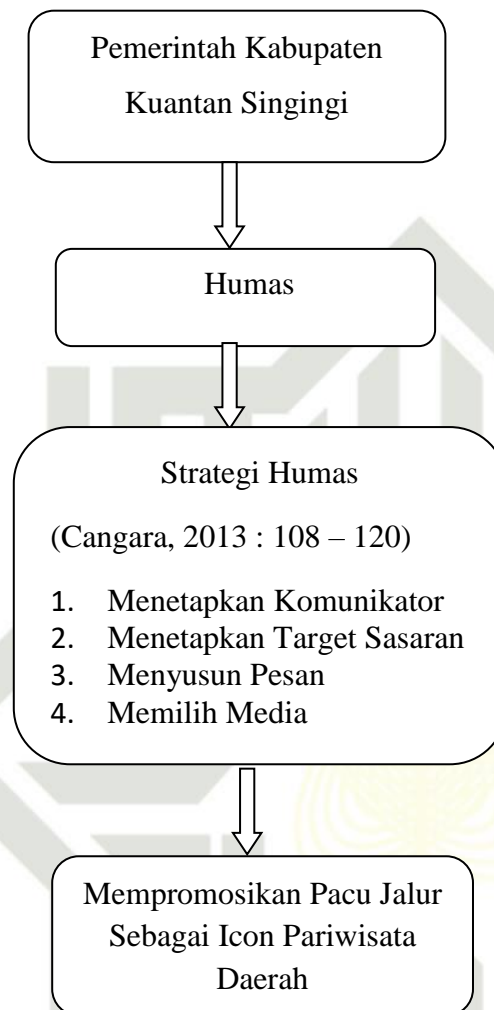 Pemerintah Kabupaten
Kuantan Singingi
Humas
Strategi Humas
(Cangara, 2013 : 108 – 120)
1. Menetapkan Komunikator
2. Menetapkan Target Sasaran
3. Menyusun Pesan
4. Memilih Media
Mempromosikan Pacu Jalur
Sebagai Icon Pariwisata
Daerah